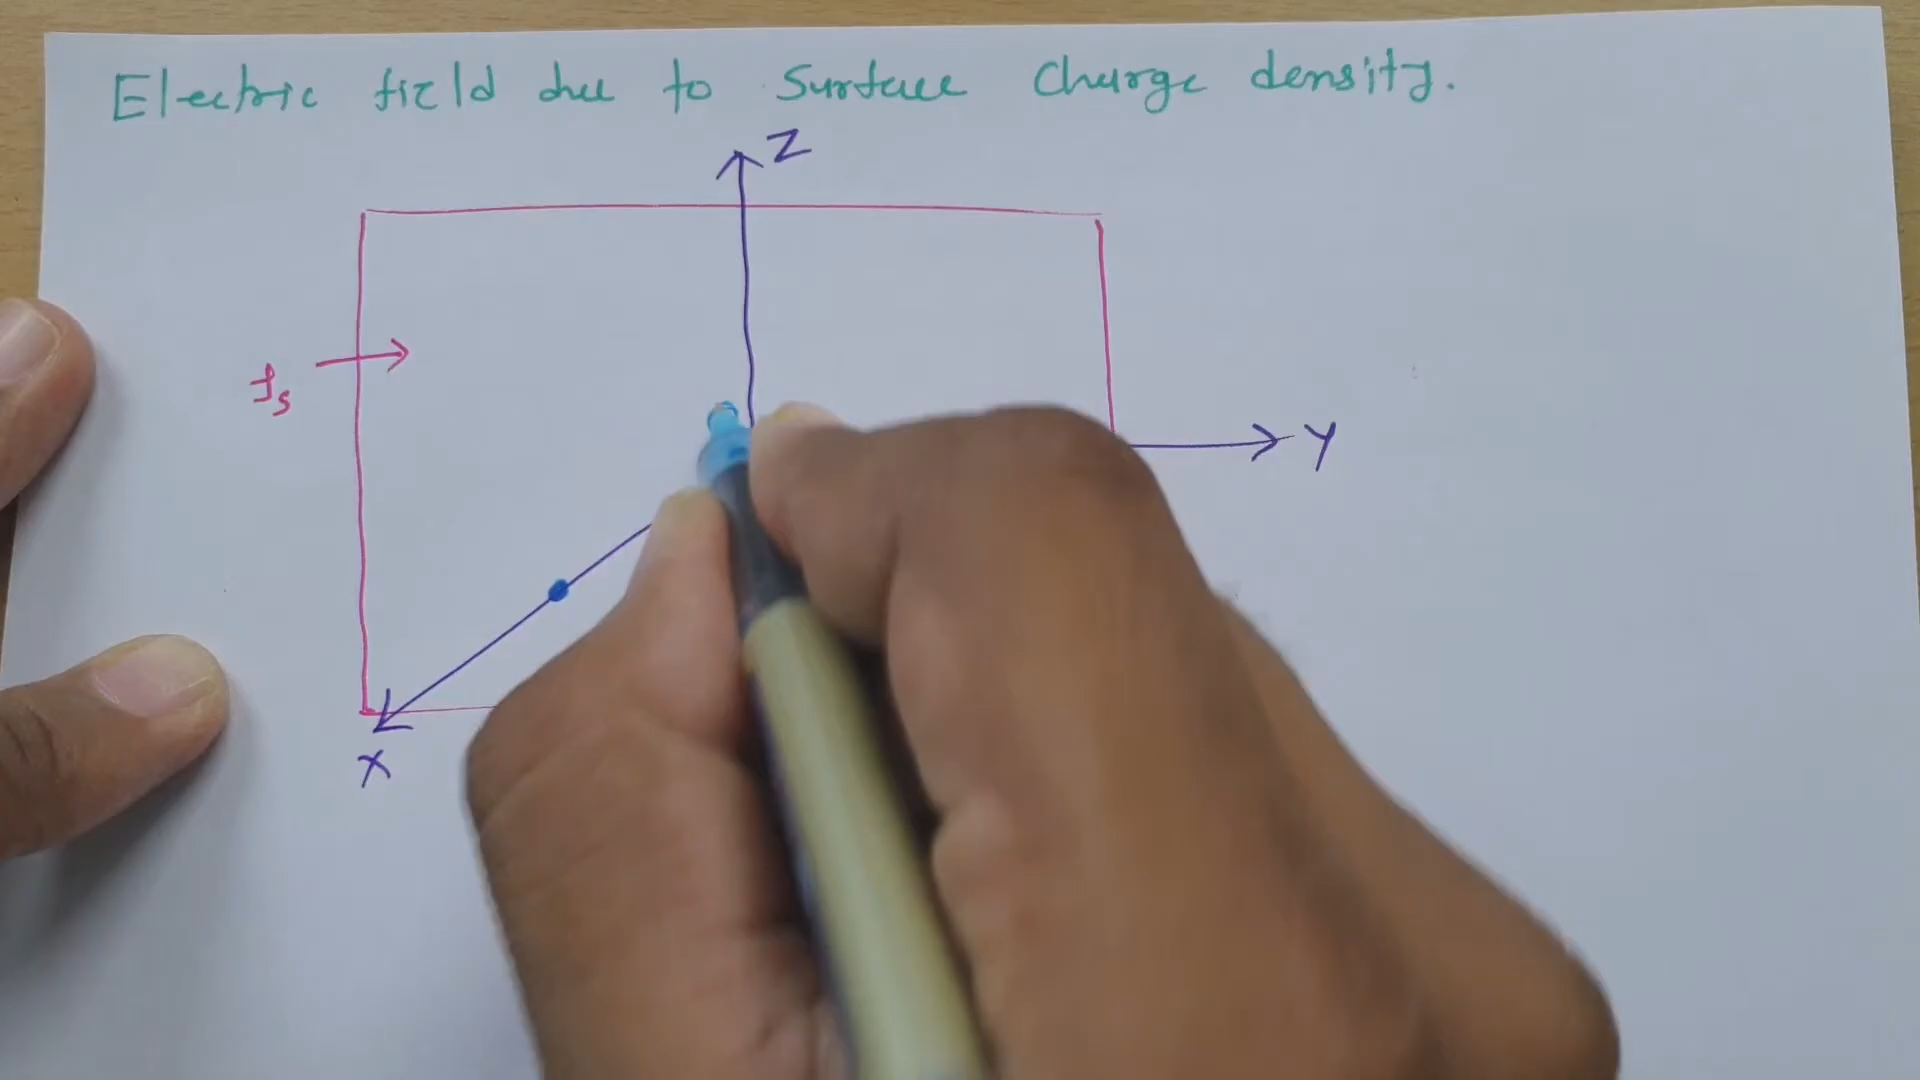 Electric field due to Surface Charge density.
Z
ρs
Y
X